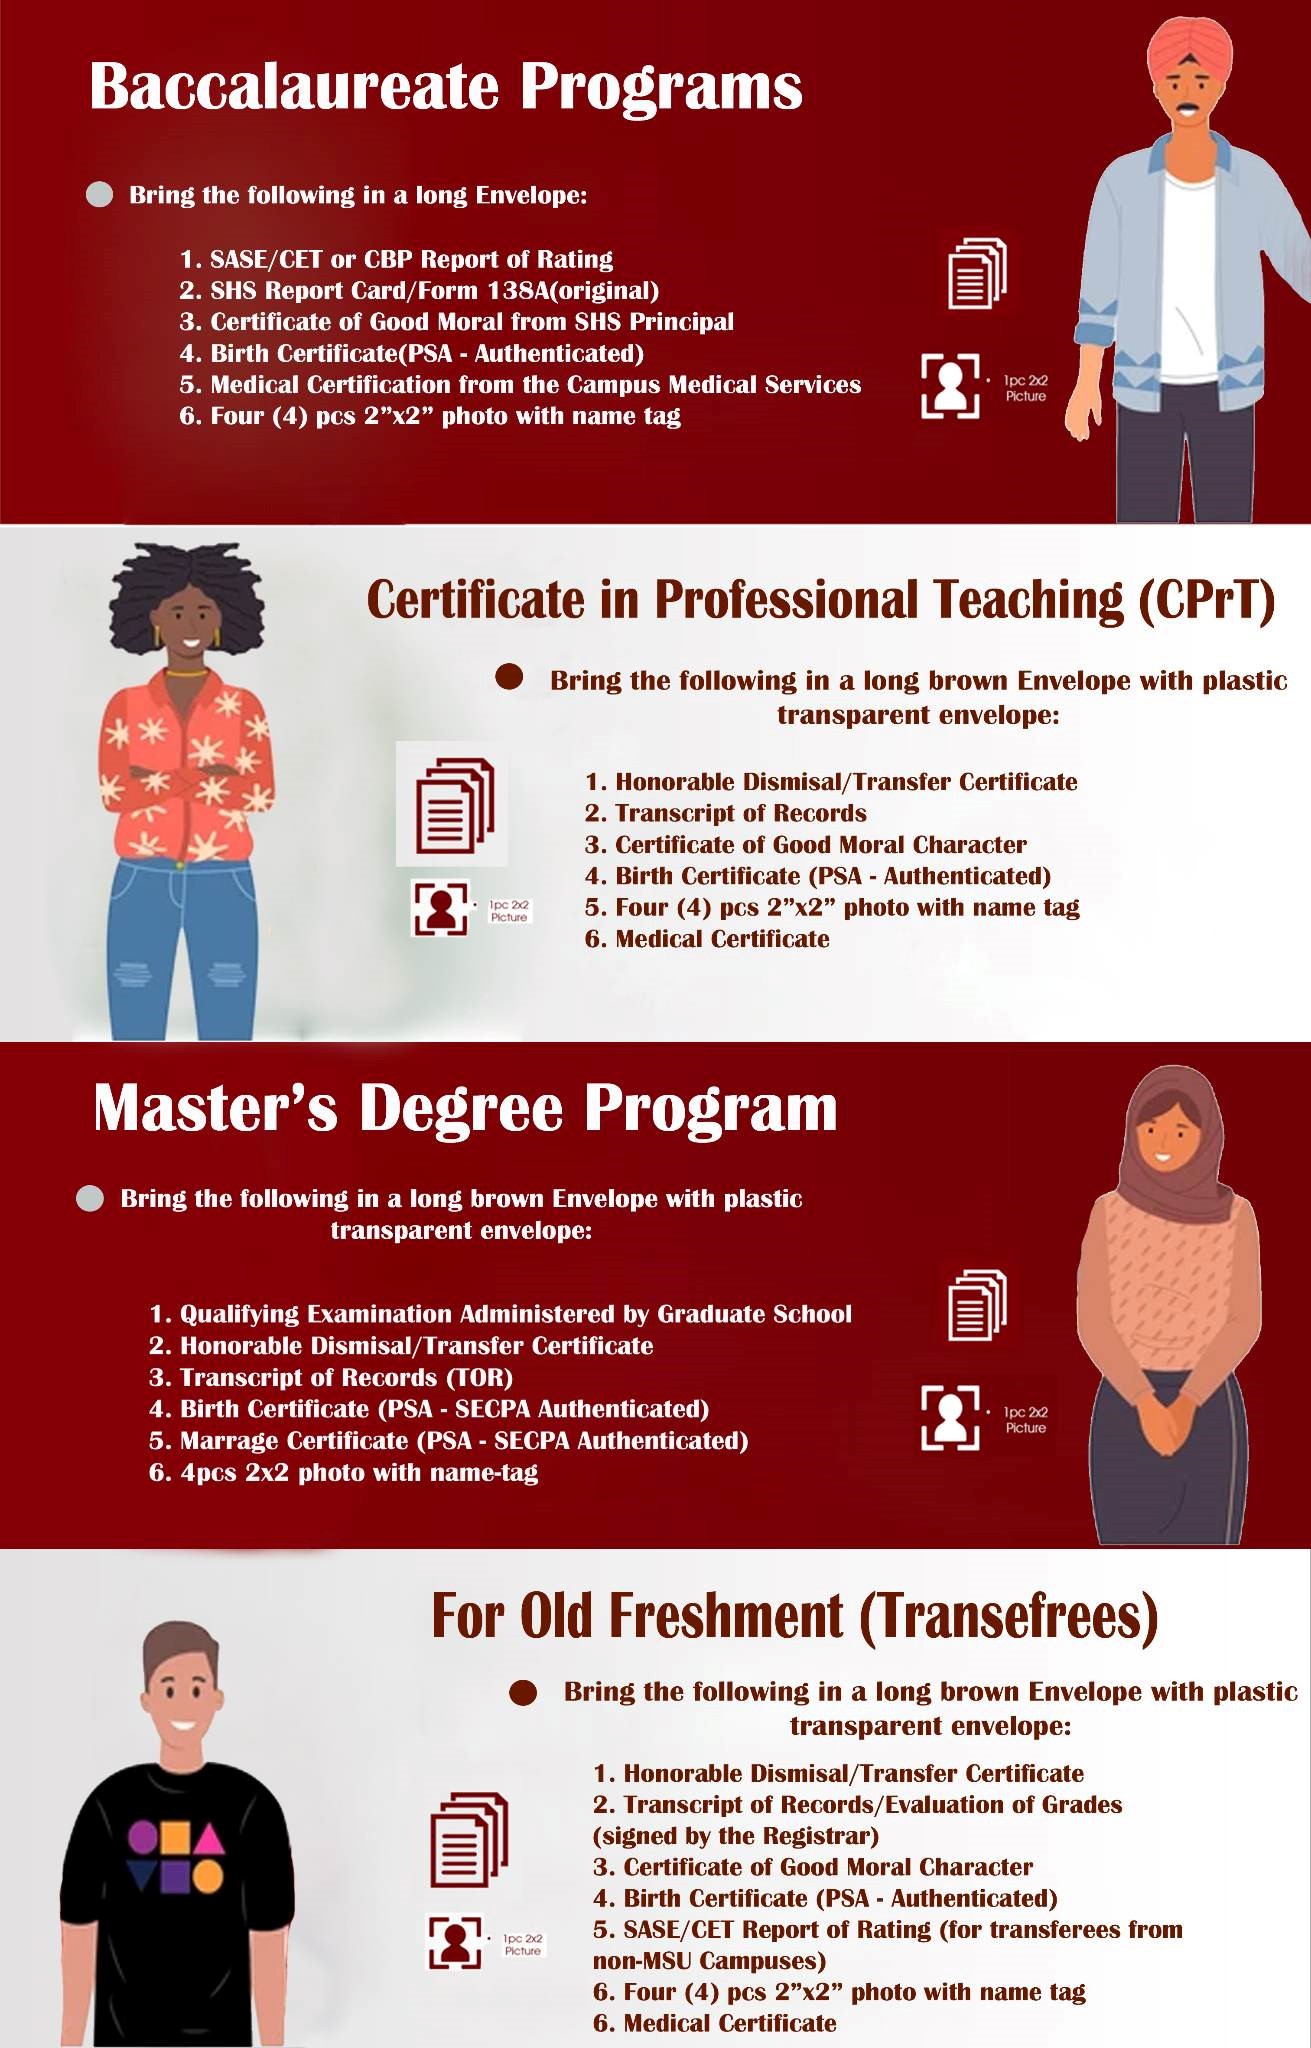 Baccalaureate Programs
Bring the following in a long Envelope:
1. SASE/CET or CBP Report of Rating
2. SHS Report Card/Form 138A(original)
3. Certificate of Good Moral from SHS Principal
4. Birth Certificate(PSA - Authenticated)
5. Medical Certification from the Campus Medical Services
6. Four (4) pcs 2”x2” photo with name tag
1pc 2x2
Picture
Certificate in Professional Teaching (CPrT)
Bring the following in a long brown Envelope with plastic
transparent envelope:
1. Honorable Dismisal/Transfer Certificate
2. Transcript of Records
3. Certificate of Good Moral Character
4. Birth Certificate (PSA - Authenticated)
5. Four (4) pcs 2”x2” photo with name tag
6. Medical Certificate
1pc 2x2
Picture
Master’s Degree Program
Bring the following in a long brown Envelope with plastic
transparent envelope:
1. Qualifying Examination Administered by Graduate School
2. Honorable Dismisal/Transfer Certificate
3. Transcript of Records (TOR)
4. Birth Certificate (PSA - SECPA Authenticated)
5. Marrage Certificate (PSA - SECPA Authenticated)
6. 4pcs 2x2 photo with name-tag
1pc 2x2
Picture
For Old Freshment (Transefrees)
Bring the following in a long brown Envelope with plastic
transparent envelope:
1. Honorable Dismisal/Transfer Certificate
2. Transcript of Records/Evaluation of Grades
(signed by the Registrar)
3. Certificate of Good Moral Character
4. Birth Certificate (PSA - Authenticated)
5. SASE/CET Report of Rating (for transferees from
non-MSU Campuses)
6. Four (4) pcs 2”x2” photo with name tag
6. Medical Certificate
1pc 2x2
Picture